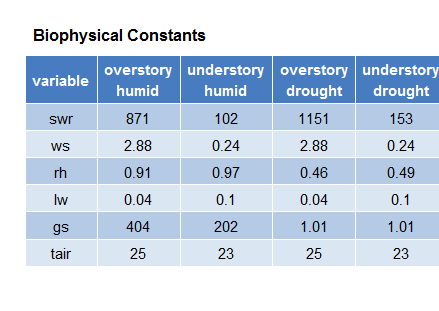 Biophysical Constants
variable overstory humid understory humid overstory drought understory drought
swr 871 102 1151 153
ws 2.88 0.24 2.88 0.24
rh 0.91 0.97 0.46 0.49
lw 0.04 0.1 0.04 0.1
gs 404 202 1.01 1.01
tair 25 23 25 23